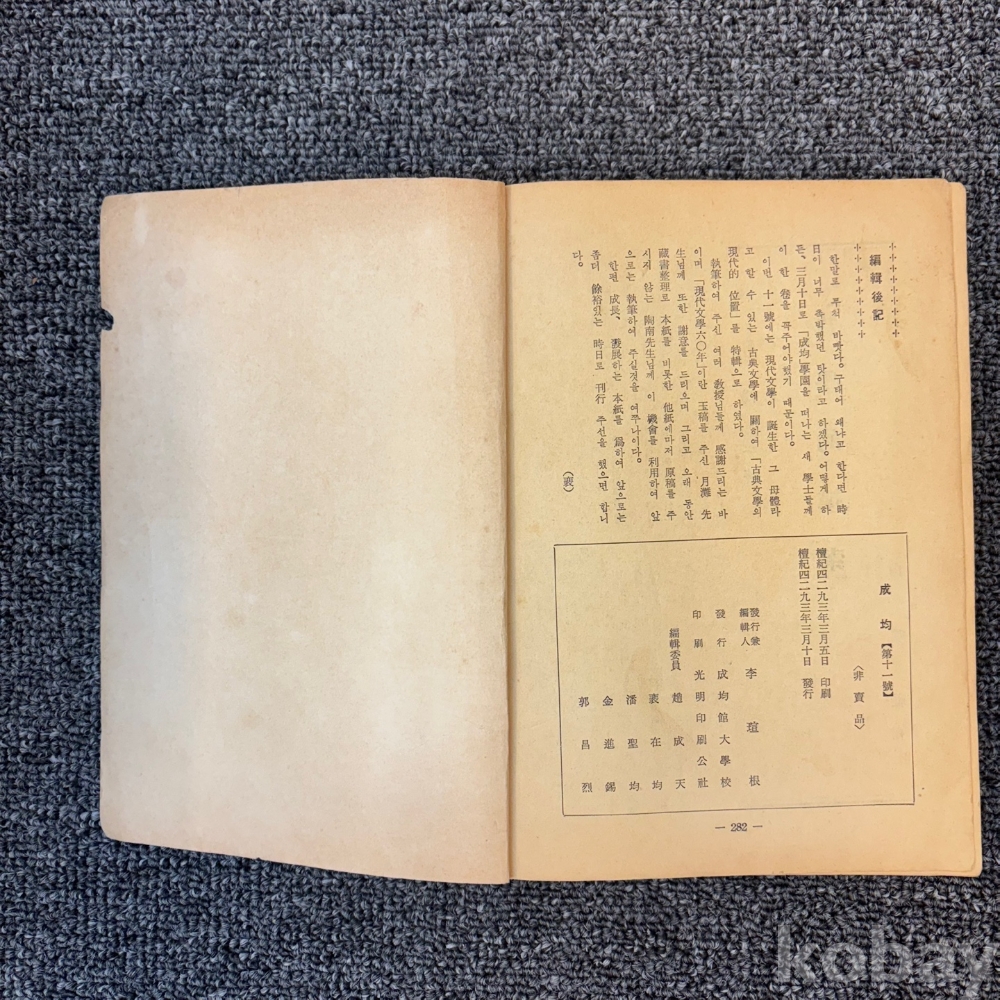 編輯後記
한말로 무척 바빴다。 구태어 왜냐고 한다면 時
日이 너무 촉박했던 탓이라고 하겠다。 어떻게 하
든、 三月十日로 「成均」學園을 떠나는 새 學士들께
이 한 卷을 꼭 주어야했기 때문이다。
이번 十一號에는 現代文學이 誕生한 그 母體라
고 할 수 있는 古典文學에 關하여 「古典文學의
現代的 位置」를 特輯으로 하였다。
執筆하여 주신 여러 敎授님들께 感謝드리는 바
이며 「現代文學六〇年」이란 玉稿를 주신 月灘 先
生님께 또한 謝意를 드리으며 그리고 오래 동안
藏書整理로 本紙를 비롯한 他紙에마저 原稿를 주
시지 않는 陶南先生님께 이 機會를 利用하여 앞
으로는 執筆하여 주실것을 여쭈나이다。
한편 成長、 發展하는 本紙를 爲하여 앞으로는
좀더 餘裕있는 時日로 刊行 주선을 했으면 합니
다。
(裵)
成均 【第十一號】
〈非賣品〉
檀紀四二九三年三月五日 印刷
檀紀四二九三年三月十日 發行
發行兼編輯人 李瑄根
發行 成均館大學校
印刷 光明印刷公社
編輯委員 趙成天
裵在均
潘聖均
金進錫
郭昌烈
— 282 —
kobay